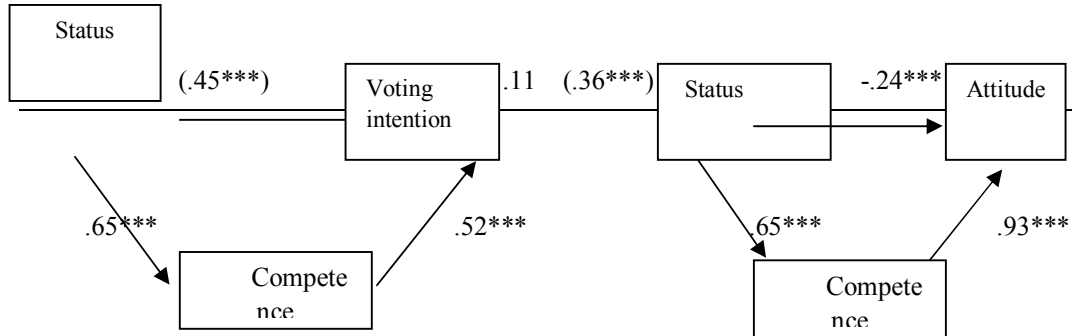 Status
(.45***)
Voting
intention
.11 (.36***)
Status
-.24***
Attitude
.65***
.52***
.65***
.93***
Compete
nce
Compete
nce